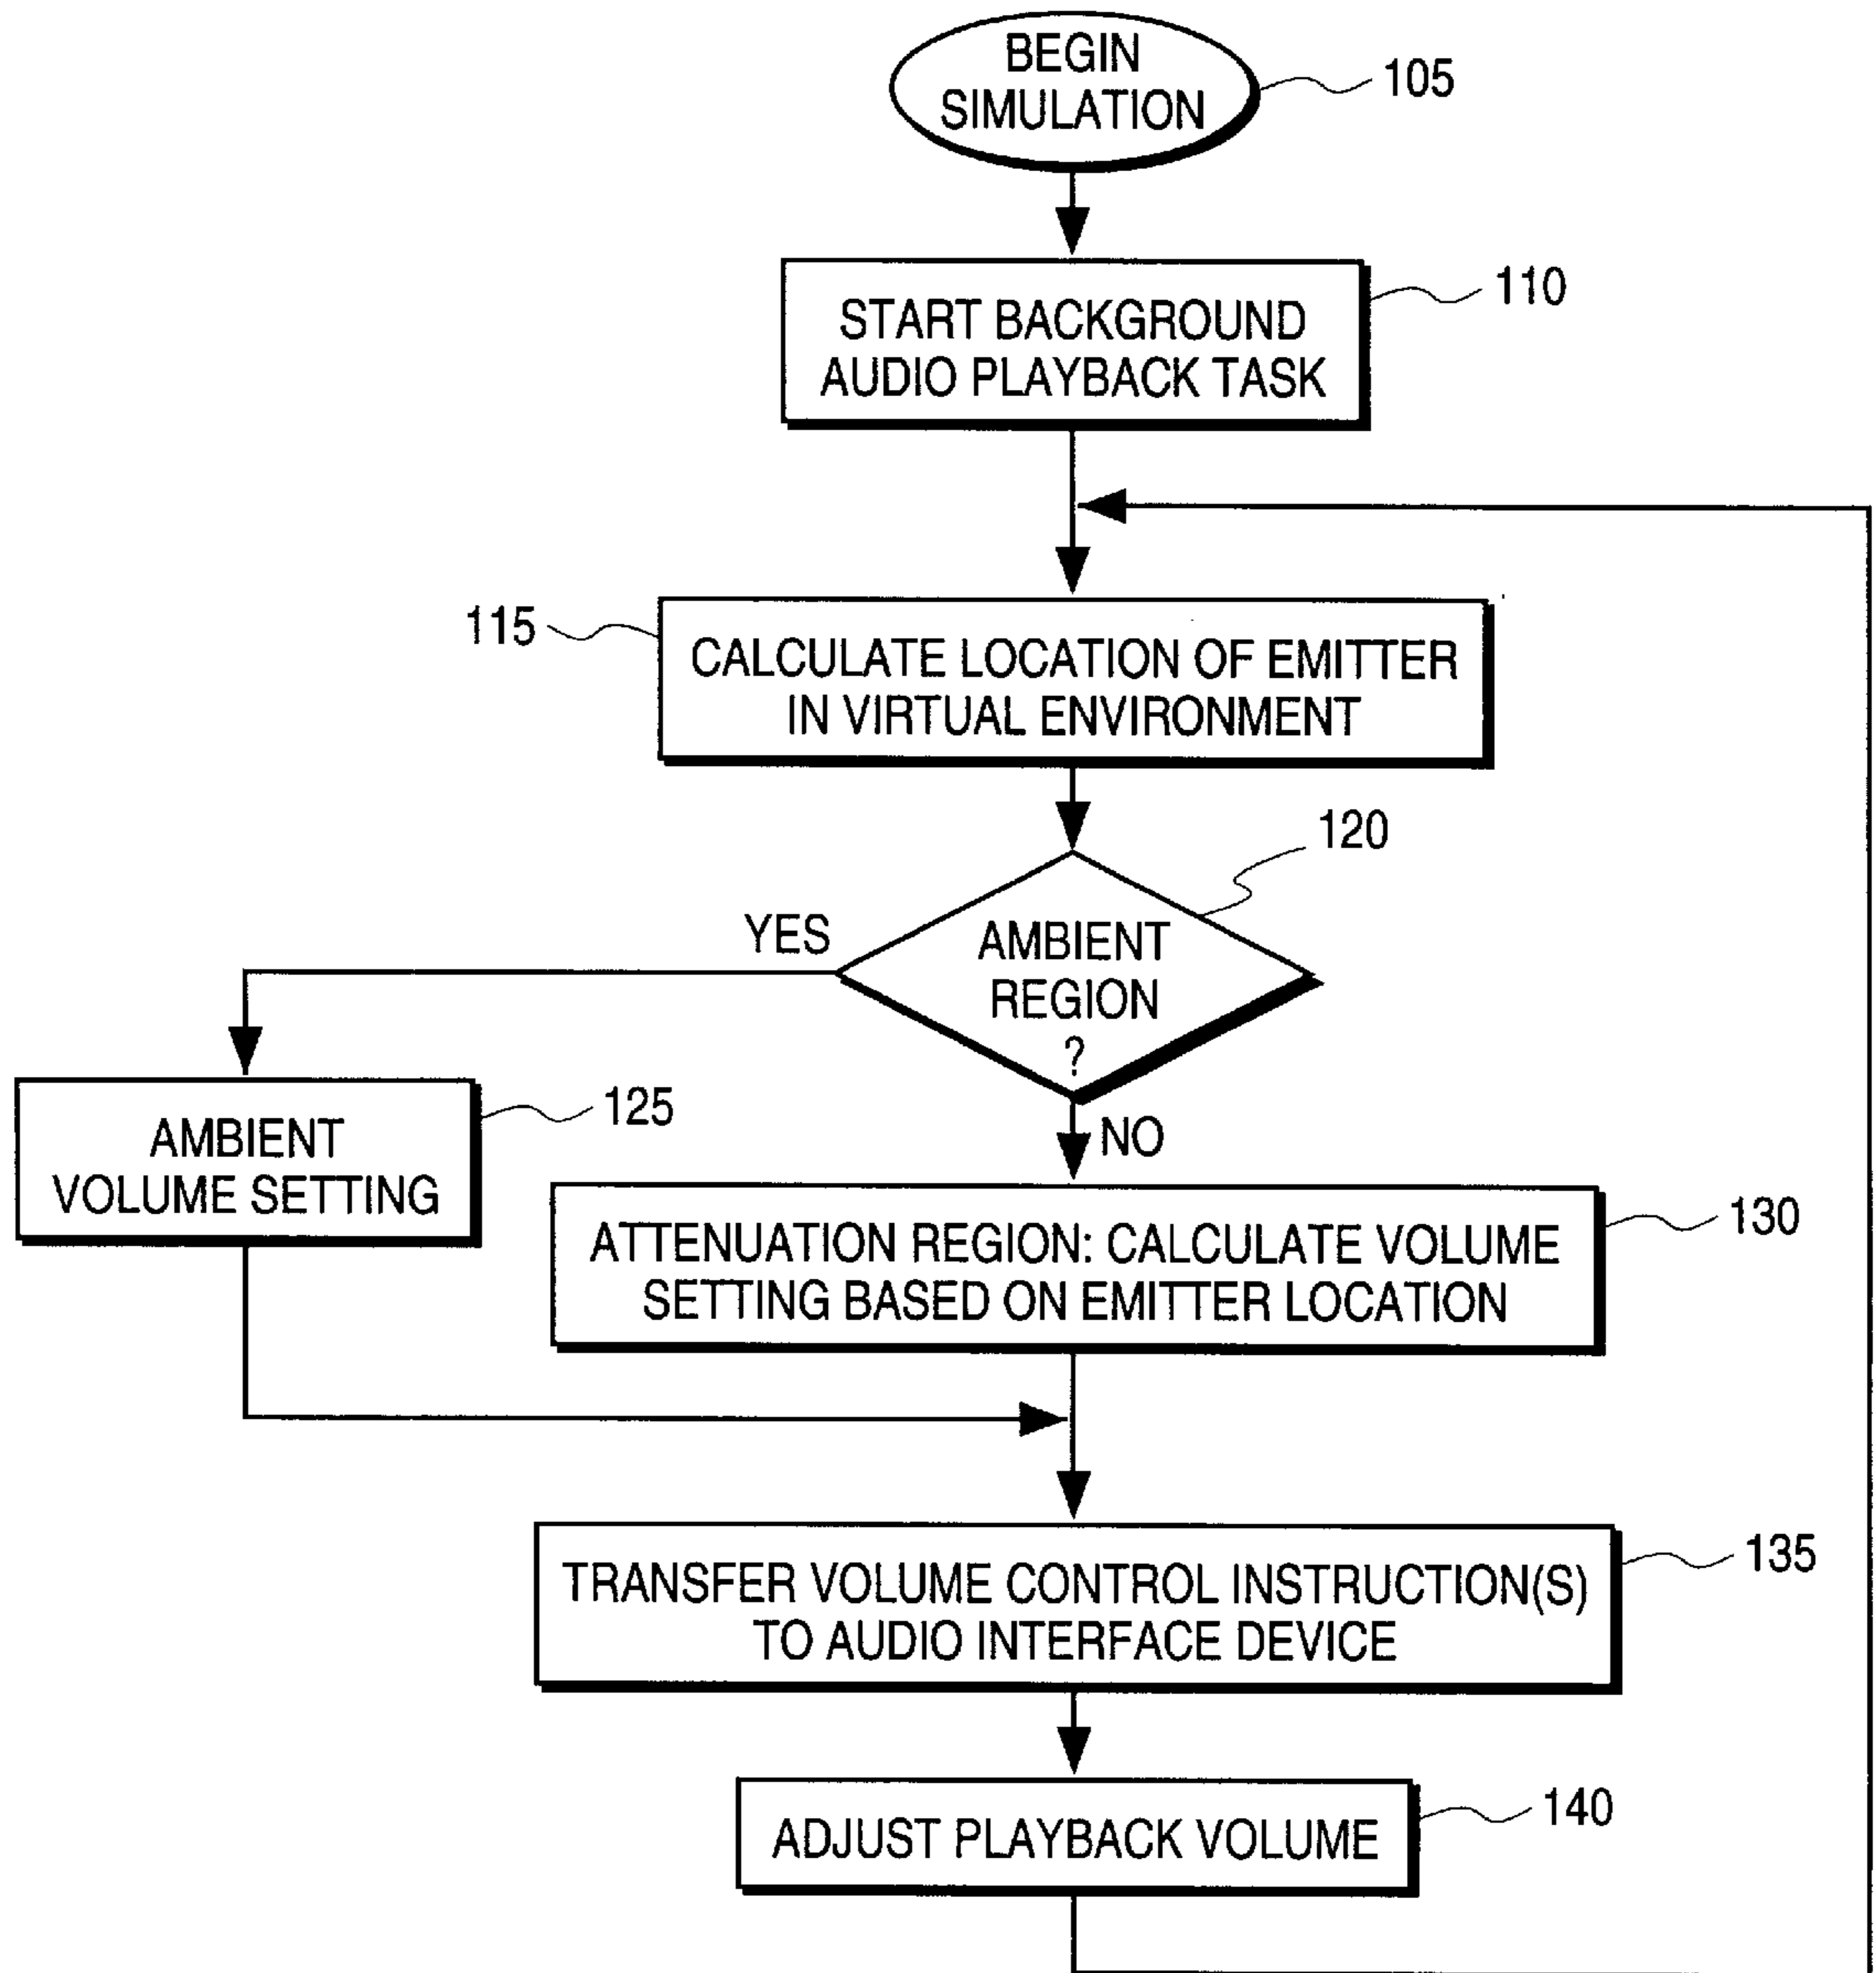 BEGIN
SIMULATION
105
START BACKGROUND
AUDIO PLAYBACK TASK
110
115
CALCULATE LOCATION OF EMITTER
IN VIRTUAL ENVIRONMENT
120
YES
AMBIENT
REGION
?
NO
AMBIENT
VOLUME SETTING
125
ATTENUATION REGION: CALCULATE VOLUME
SETTING BASED ON EMITTER LOCATION
130
TRANSFER VOLUME CONTROL INSTRUCTION(S)
TO AUDIO INTERFACE DEVICE
135
ADJUST PLAYBACK VOLUME
140